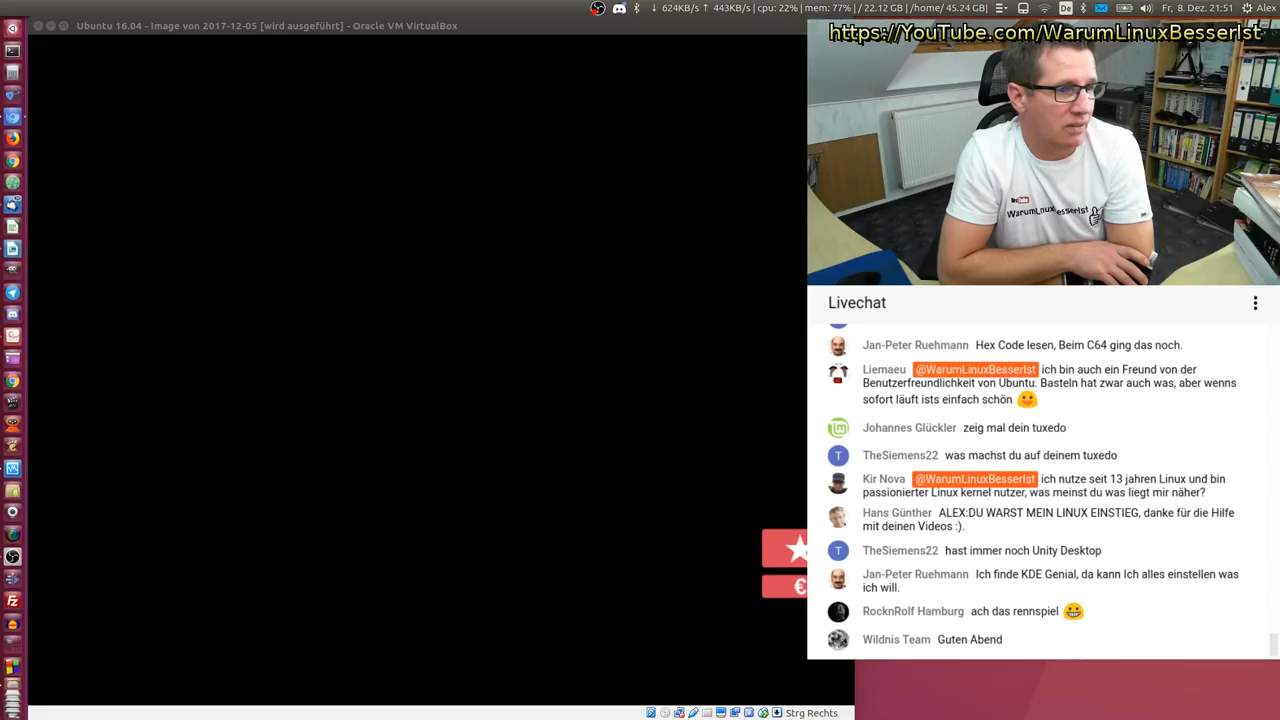 624KB/s ↑ 443KB/s | cpu: 22% | mem: 77% | / 22.12 GB | /home/ 45.24 GB | De Fr, 8. Dez, 21:51 Alex
Ubuntu 16.04 - Image von 2017-12-05 [wird ausgeführt] - Oracle VM VirtualBox
https://YouTube.com/WarumLinuxBesserIst
WarumLinuxBesserIst
Livechat
Jan-Peter Ruehmann Hex Code lesen, Beim C64 ging das noch.
Liemaeu @WarumLinuxBesserIst ich bin auch ein Freund von der
Benutzerfreundlichkeit von Ubuntu. Basteln hat zwar auch was, aber wenns
sofort läuft ists einfach schön
Johannes Glückler zeig mal dein tuxedo
T TheSiemens22 was machst du auf deinem tuxedo
Kir Nova @WarumLinuxBesserIst ich nutze seit 13 jahren Linux und bin
passionierter Linux kernel nutzer, was meinst du was liegt mir näher?
Hans Günther ALEX:DU WARST MEIN LINUX EINSTIEG, danke für die Hilfe
mit deinen Videos :).
T TheSiemens22 hast immer noch Unity Desktop
Jan-Peter Ruehmann Ich finde KDE Genial, da kann Ich alles einstellen was
ich will.
€
RocknRolf Hamburg ach das rennspiel
Wildnis Team Guten Abend
Strg Rechts